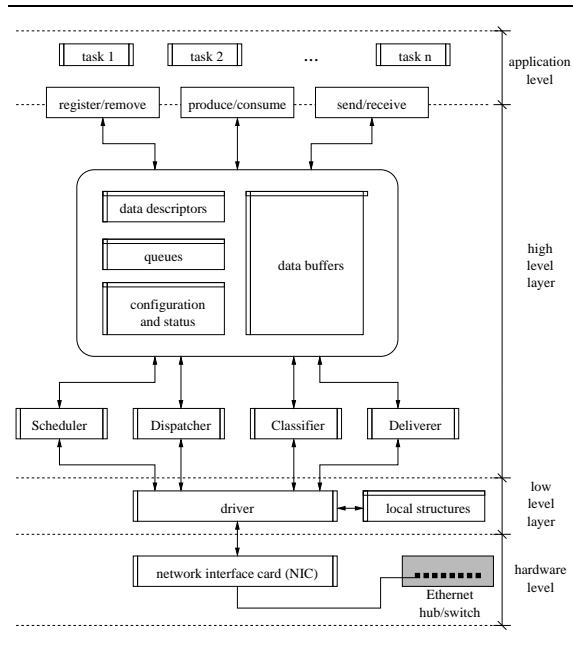 task 1
task 2
...
task n
application
level
register/remove
produce/consume
send/receive
data descriptors
queues
configuration
and status
data buffers
high
level
layer
Scheduler
Dispatcher
Classifier
Deliverer
driver
local structures
low
level
layer
network interface card (NIC)
Ethernet
hub/switch
hardware
level